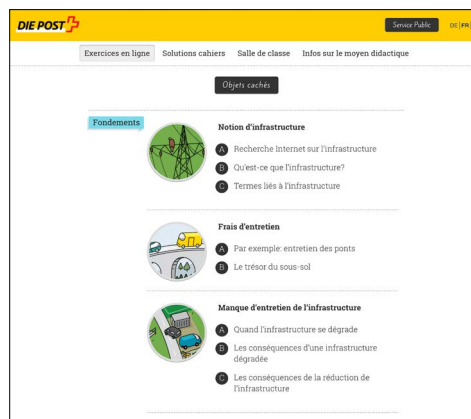 DIE POST
Service Public
DE | FR
Exercices en ligne Solutions cahiers Salle de classe Infos sur le moyen didactique
Objets cachés
Fondements
Notion d'infrastructure
A Recherche Internet sur l'infrastructure
B Qu'est-ce que l'infrastructure?
C Termes liés à l'infrastructure
Frais d'entretien
A Par exemple: entretien des ponts
B Le trésor du sous-sol
Manque d'entretien de l'infrastructure
A Quand l'infrastructure se dégrade
B Les conséquences d'une infrastructure
dégradée
C Les conséquences de la réduction de
l'infrastructure